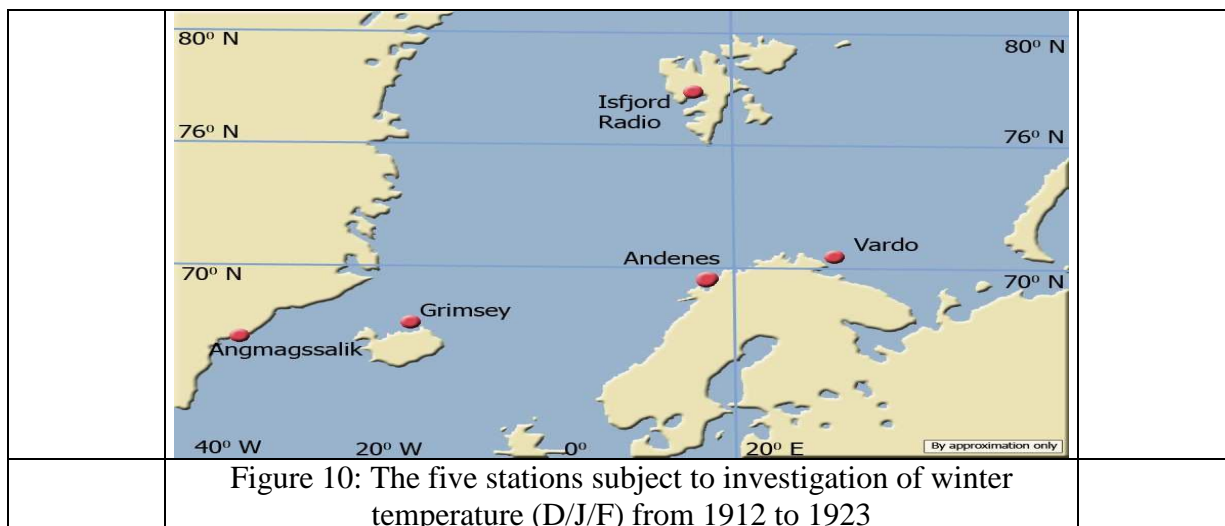 80º N
80º N
Isfjord
Radio
76º N
76º N
Andenes
Vardo
70º N
70º N
Grimsey
Angmagssalik
40º W
20º W
0º
20º E
By approximation only
Figure 10: The five stations subject to investigation of winter
temperature (D/J/F) from 1912 to 1923